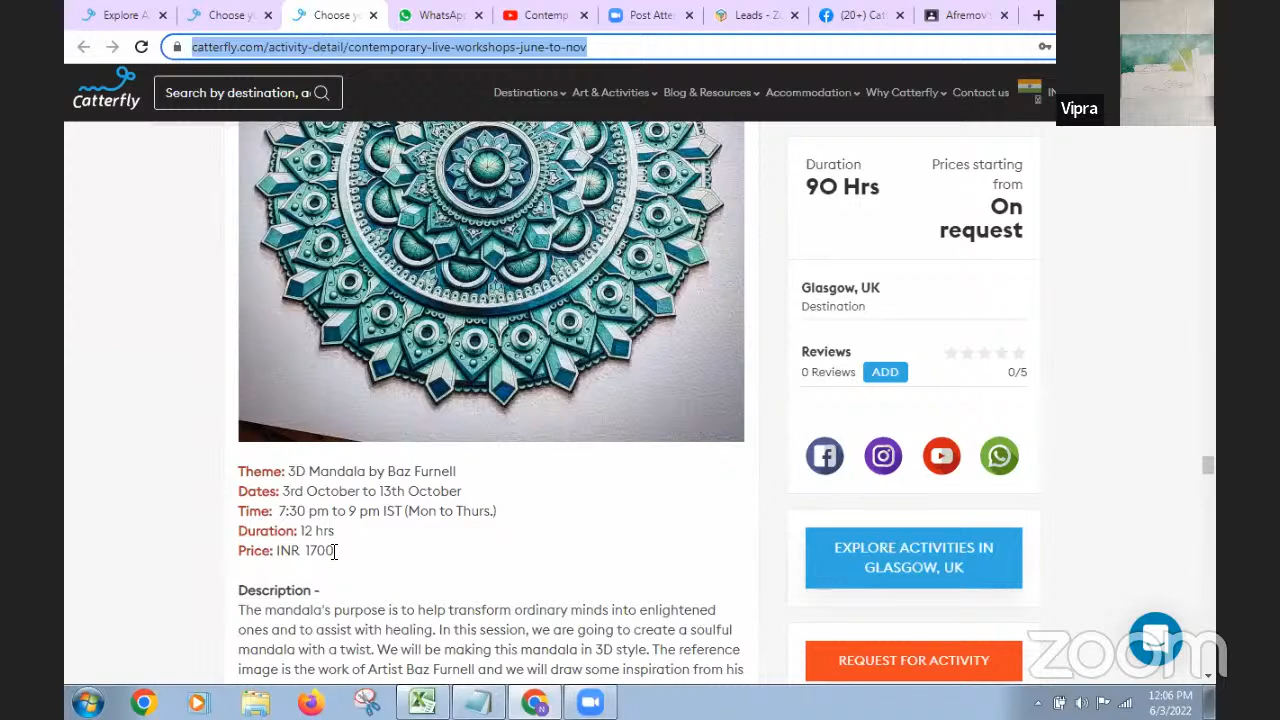 Explore A
Choose y
Choose y
WhatsAp
Contemp
Post Atte
Leads - Z
(20+) Cat
Afremov's
catterfly.com/activity-detail/contemporary-live-workshops-june-to-nov
Vipra
Catterfly
Search by destination, a
Destinations
Art & Activities
Blog & Resources
Accommodation
Why Catterfly
Contact us
IN
Duration
90 Hrs
Prices starting
from
On
request
Glasgow, UK
Destination
Reviews
0 Reviews ADD 0/5
Theme: 3D Mandala by Baz Furnell
Dates: 3rd October to 13th October
Time: 7:30 pm to 9 pm IST (Mon to Thurs.)
Duration: 12 hrs
Price: INR 1700
EXPLORE ACTIVITIES IN
GLASGOW, UK
Description -
The mandala's purpose is to help transform ordinary minds into enlightened
ones and to assist with healing. In this session, we are going to create a soulful
mandala with a twist. We will be making this mandala in 3D style. The reference
image is the work of Artist Baz Furnell and we will draw some inspiration from his
REQUEST FOR ACTIVITY
zoom
12:06 PM
6/3/2022